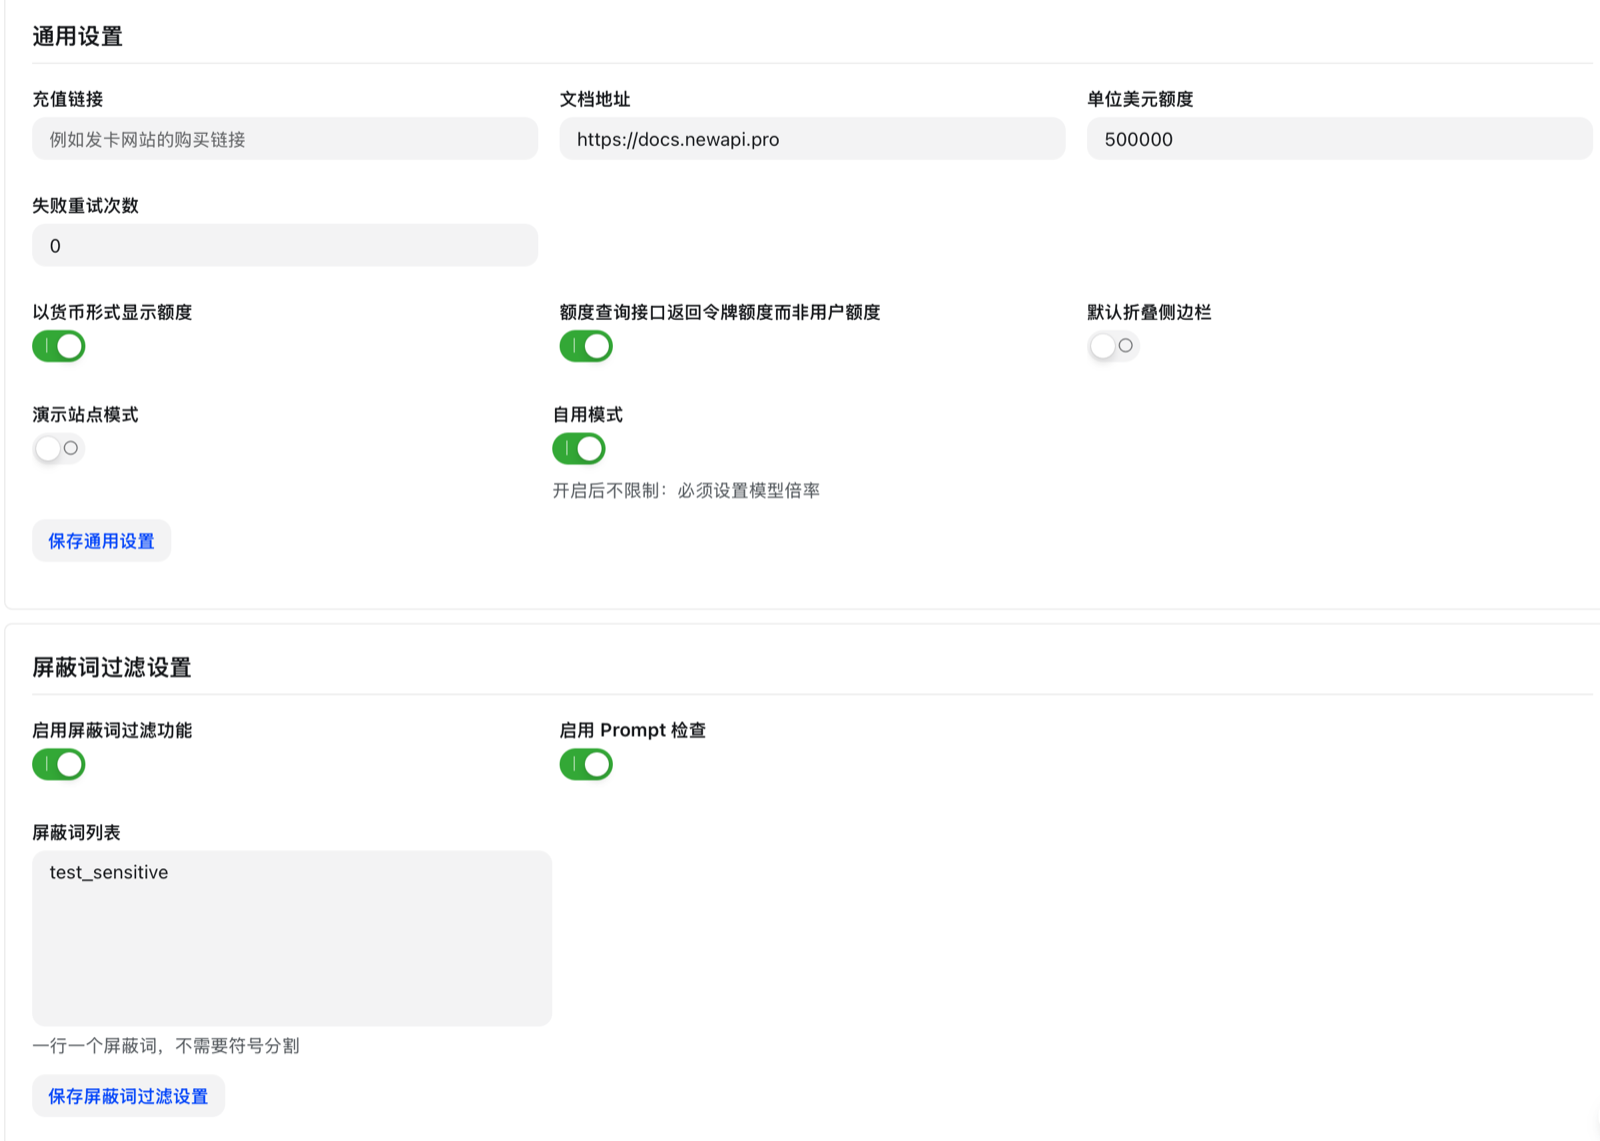 通用设置
充值链接
文档地址
单位美元额度
例如发卡网站的购买链接
https://docs.newapi.pro
500000
失败重试次数
0
以货币形式显示额度
额度查询接口返回令牌额度而非用户额度
默认折叠侧边栏
演示站点模式
自用模式
开启后不限制：必须设置模型倍率
保存通用设置
屏蔽词过滤设置
启用屏蔽词过滤功能
启用 Prompt 检查
屏蔽词列表
test_sensitive
一行一个屏蔽词，不需要符号分割
保存屏蔽词过滤设置